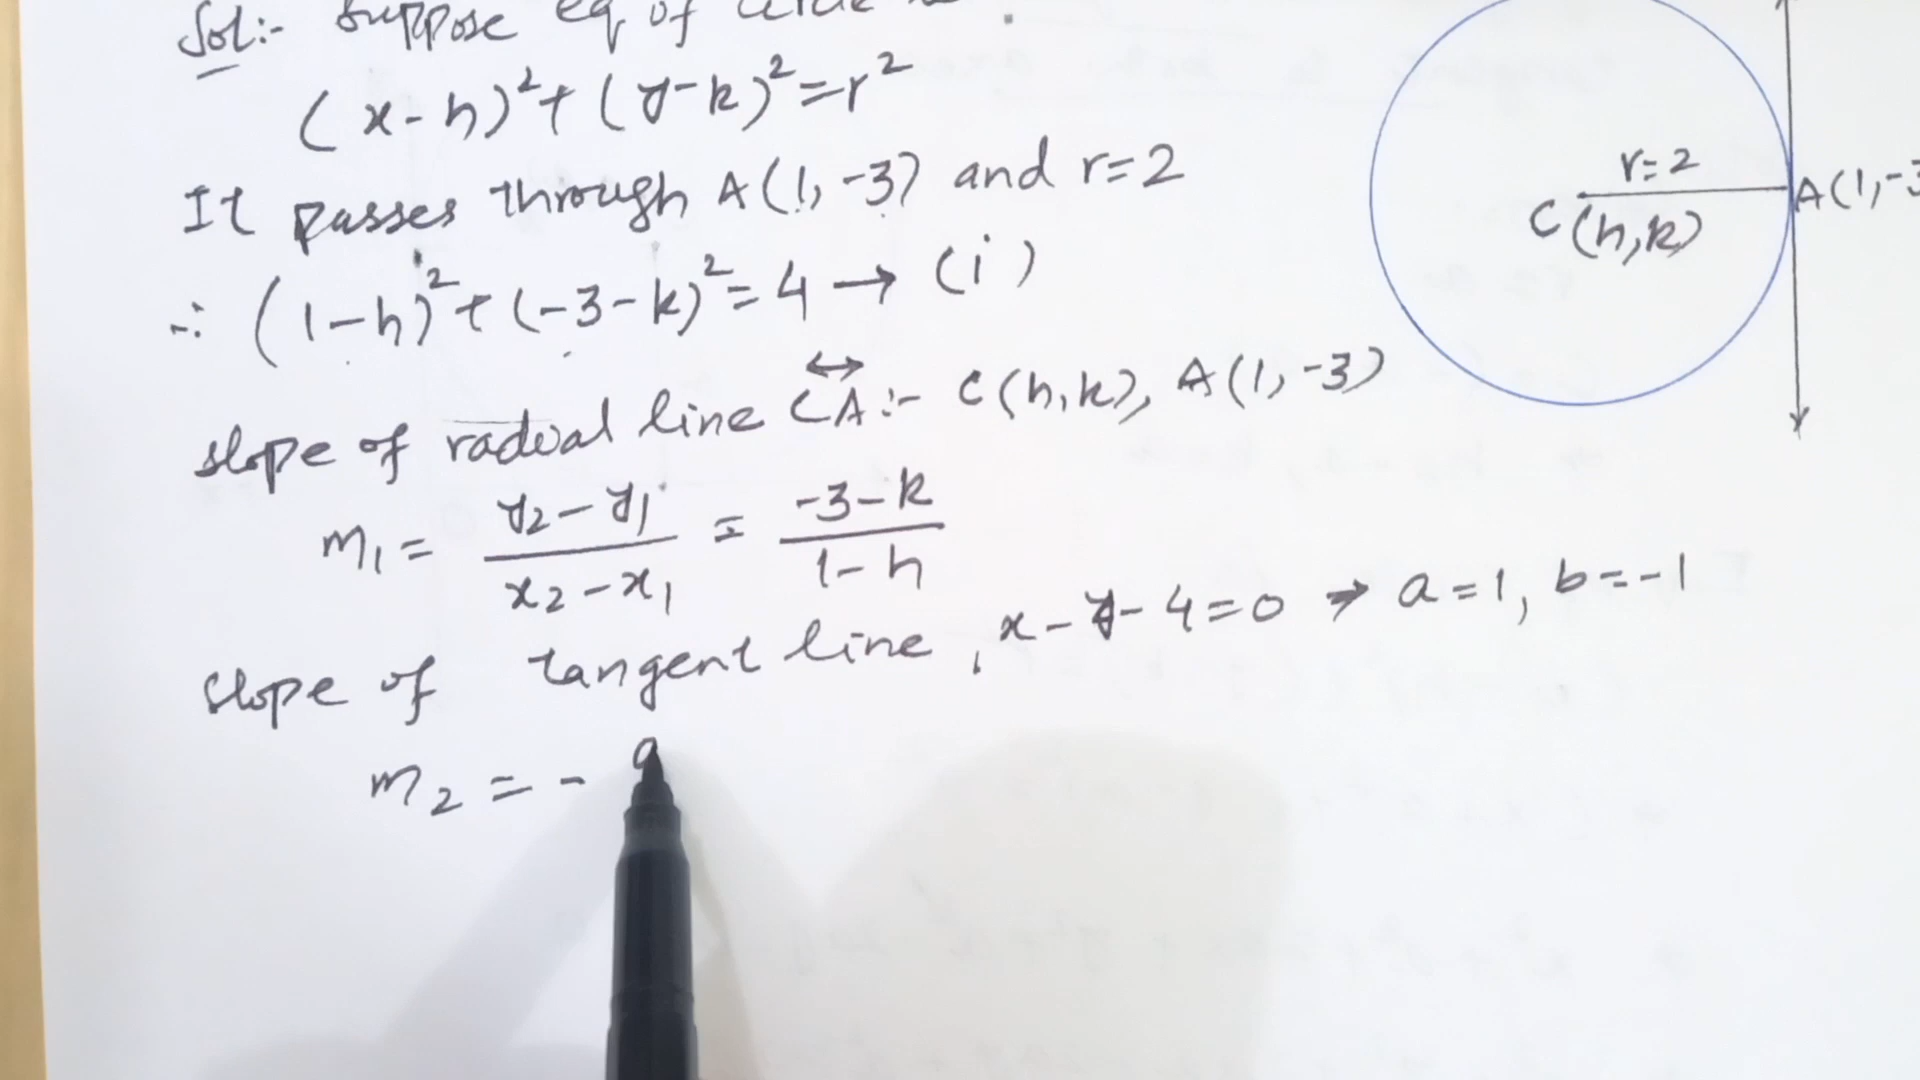 Sol:- Suppose eq of circle
(x-h)²+(y-k)²=r²
It passes through A(1,-3) and r=2
∴ (1-h)²+(-3-k)²=4 → (i)
slope of radial line CA:- C(h,k), A(1,-3)
m₁ = y₂-y₁ / x₂-x₁ = -3-k / 1-h
slope of tangent line, x-y-4=0 → a=1, b=-1
m₂ = - a
r=2
C(h,k)
A(1,-3